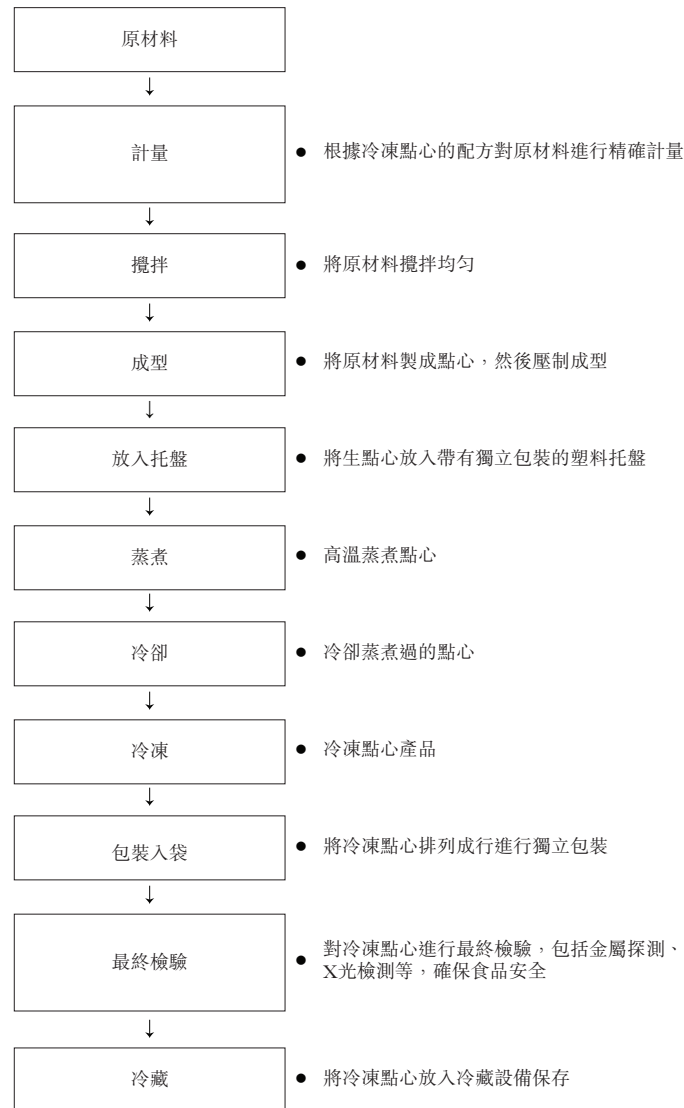 原材料
↓
計量
● 根據冷凍點心的配方對原材料進行精確計量
↓
攪拌
● 將原材料攪拌均勻
↓
成型
● 將原材料製成點心，然後壓制成型
↓
放入托盤
● 將生點心放入帶有獨立包裝的塑料托盤
↓
蒸煮
● 高溫蒸煮點心
↓
冷卻
● 冷卻蒸煮過的點心
↓
冷凍
● 冷凍點心產品
↓
包裝入袋
● 將冷凍點心排列成行進行獨立包裝
↓
最終檢驗
● 對冷凍點心進行最終檢驗，包括金屬探測、
X光檢測等，確保食品安全
↓
冷藏
● 將冷凍點心放入冷藏設備保存